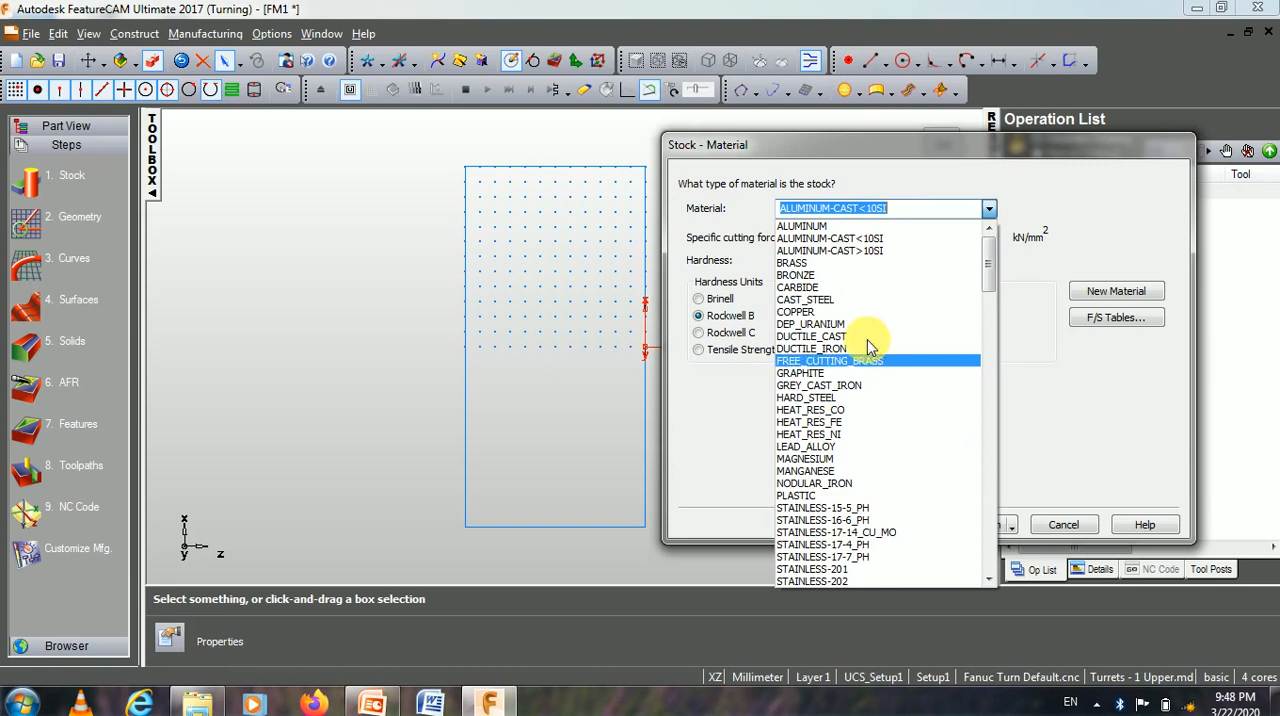 Autodesk FeatureCAM Ultimate 2017 (Turning) - [FM1 *]
File Edit View Construct Manufacturing Options Window Help
Part View
Steps
1. Stock
2. Geometry
3. Curves
4. Surfaces
5. Solids
6. AFR
7. Features
8. Toolpaths
9. NC Code
Customize Mfg.
Browser
TOOLBOX
x
y z
Stock - Material
What type of material is the stock?
Material: ALUMINUM-CAST<10SI
Specific cutting forc kN/mm2
Hardness:
Hardness Units
Brinell
Rockwell B
Rockwell C
Tensile Strengt
ALUMINUM
ALUMINUM-CAST<10SI
ALUMINUM-CAST>10SI
BRASS
BRONZE
CARBIDE
CAST_STEEL
COPPER
DEP_URANIUM
DUCTILE_CAST
DUCTILE_IRON
FREE_CUTTING_BRASS
GRAPHITE
GREY_CAST_IRON
HARD_STEEL
HEAT_RES_CO
HEAT_RES_FE
HEAT_RES_NI
LEAD_ALLOY
MAGNESIUM
MANGANESE
NODULAR_IRON
PLASTIC
STAINLESS-15-5_PH
STAINLESS-16-6_PH
STAINLESS-17-14_CU_MO
STAINLESS-17-4_PH
STAINLESS-17-7_PH
STAINLESS-201
STAINLESS-202
New Material
F/S Tables...
Cancel Help
RE
Operation List
Tool
Op List Details NC Code Tool Posts
Select something, or click-and-drag a box selection
Properties
XZ Millimeter Layer1 UCS_Setup1 Setup1 Fanuc Turn Default.cnc Turrets - 1 Upper.md basic 4 cores
EN
9:48 PM
3/22/2020